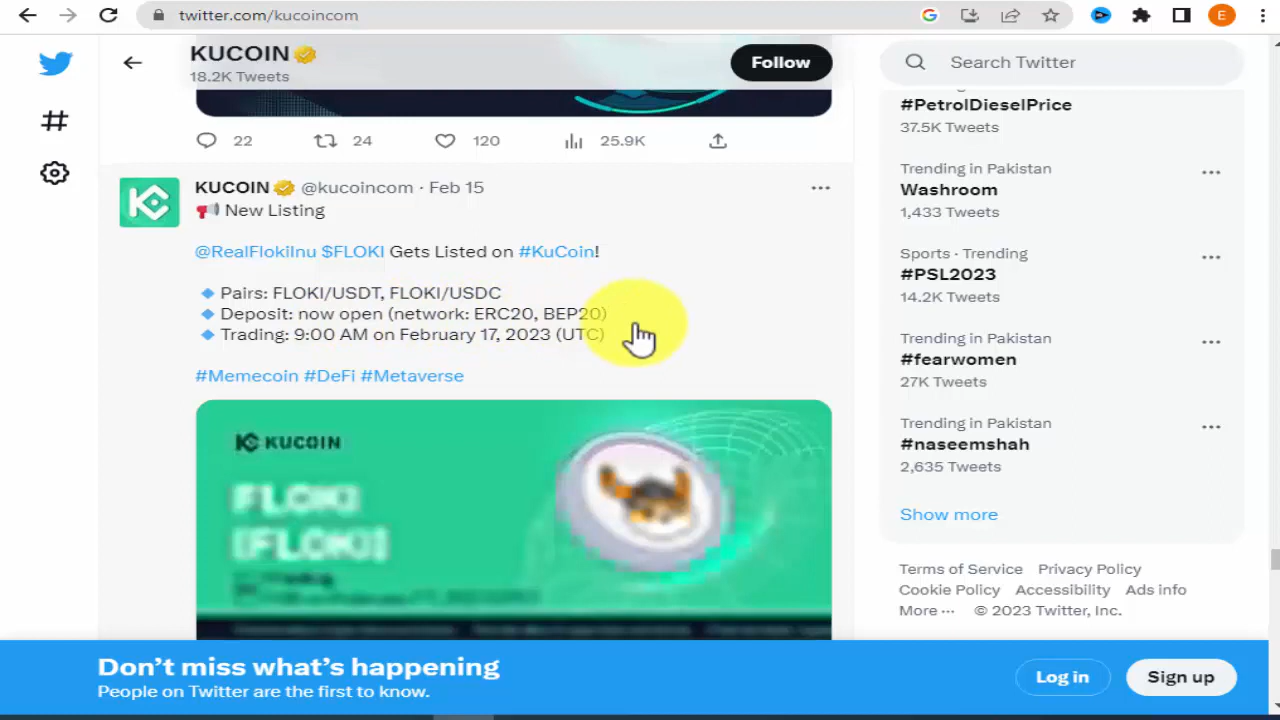 twitter.com/kucoincom
E
KUCOIN
18.2K Tweets
Follow
22 24 120 25.9K
KUCOIN @kucoincom · Feb 15
New Listing
@RealFlokiInu $FLOKI Gets Listed on #KuCoin!
Pairs: FLOKI/USDT, FLOKI/USDC
Deposit: now open (network: ERC20, BEP20)
Trading: 9:00 AM on February 17, 2023 (UTC)
#Memecoin #DeFi #Metaverse
KUCOIN
FLOKI
(FLOKI)
Search Twitter
#PetrolDieselPrice
37.5K Tweets
Trending in Pakistan
Washroom
1,433 Tweets
Sports · Trending
#PSL2023
14.2K Tweets
Trending in Pakistan
#fearwomen
27K Tweets
Trending in Pakistan
#naseemshah
2,635 Tweets
Show more
Terms of Service Privacy Policy
Cookie Policy Accessibility Ads info
More ··· © 2023 Twitter, Inc.
Don't miss what's happening
People on Twitter are the first to know.
Log in
Sign up